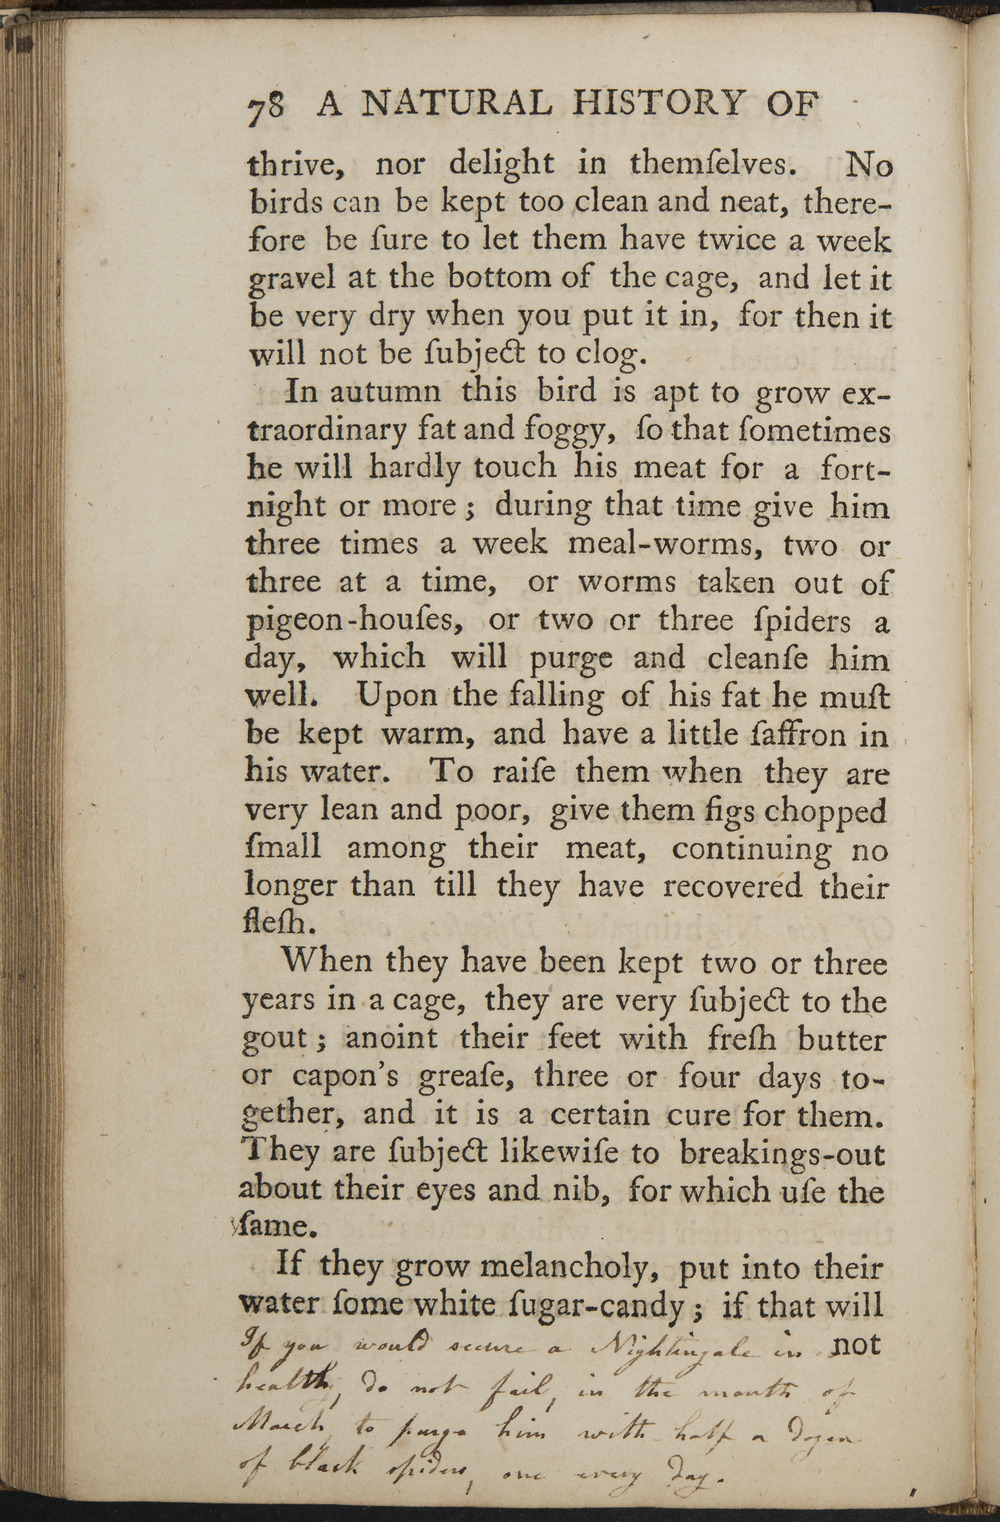 78 A NATURAL HISTORY OF
thrive, nor delight in themſelves. No
birds can be kept too clean and neat, there-
fore be ſure to let them have twice a week
gravel at the bottom of the cage, and let it
be very dry when you put it in, for then it
will not be ſubject to clog.
In autumn this bird is apt to grow ex-
traordinary fat and foggy, ſo that ſometimes
he will hardly touch his meat for a fort-
night or more; during that time give him
three times a week meal-worms, two or
three at a time, or worms taken out of
pigeon-houſes, or two or three ſpiders a
day, which will purge and cleanſe him
well. Upon the falling of his fat he muſt
be kept warm, and have a little ſaffron in
his water. To raiſe them when they are
very lean and poor, give them figs chopped
ſmall among their meat, continuing no
longer than till they have recovered their
fleſh.
When they have been kept two or three
years in a cage, they are very ſubject to the
gout; anoint their feet with freſh butter
or capon's greaſe, three or four days to-
gether, and it is a certain cure for them.
They are ſubject likewiſe to breakings-out
about their eyes and nib, for which uſe the
ſame.
If they grow melancholy, put into their
water ſome white ſugar-candy; if that will
not
If you would secure a Nightingale in
health, do not fail, in the month of
March, to purge him with half a dozen
of black spiders, one every day.